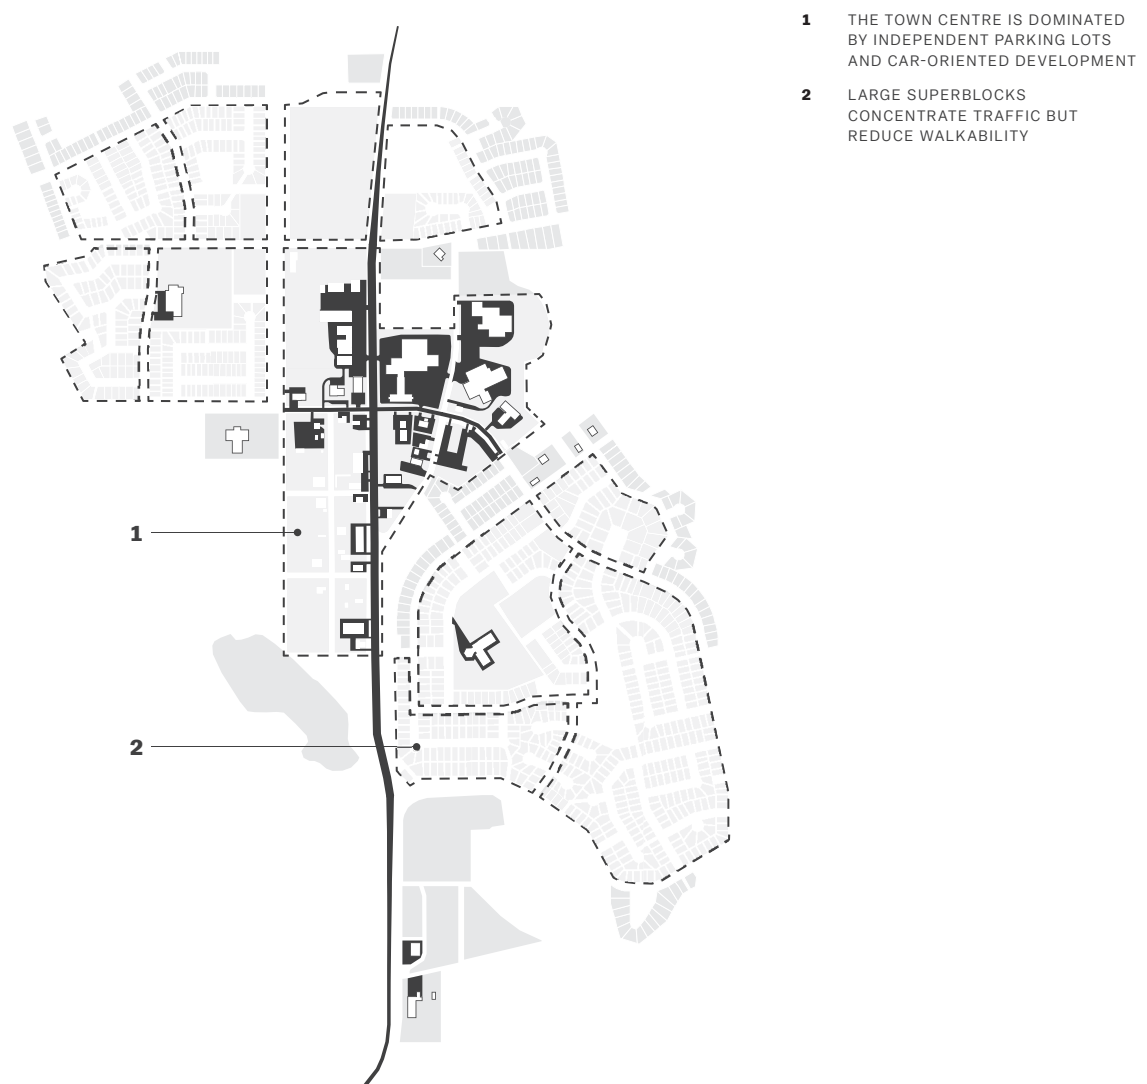 1 THE TOWN CENTRE IS DOMINATED
BY INDEPENDENT PARKING LOTS
AND CAR-ORIENTED DEVELOPMENT
2 LARGE SUPERBLOCKS
CONCENTRATE TRAFFIC BUT
REDUCE WALKABILITY
1
2